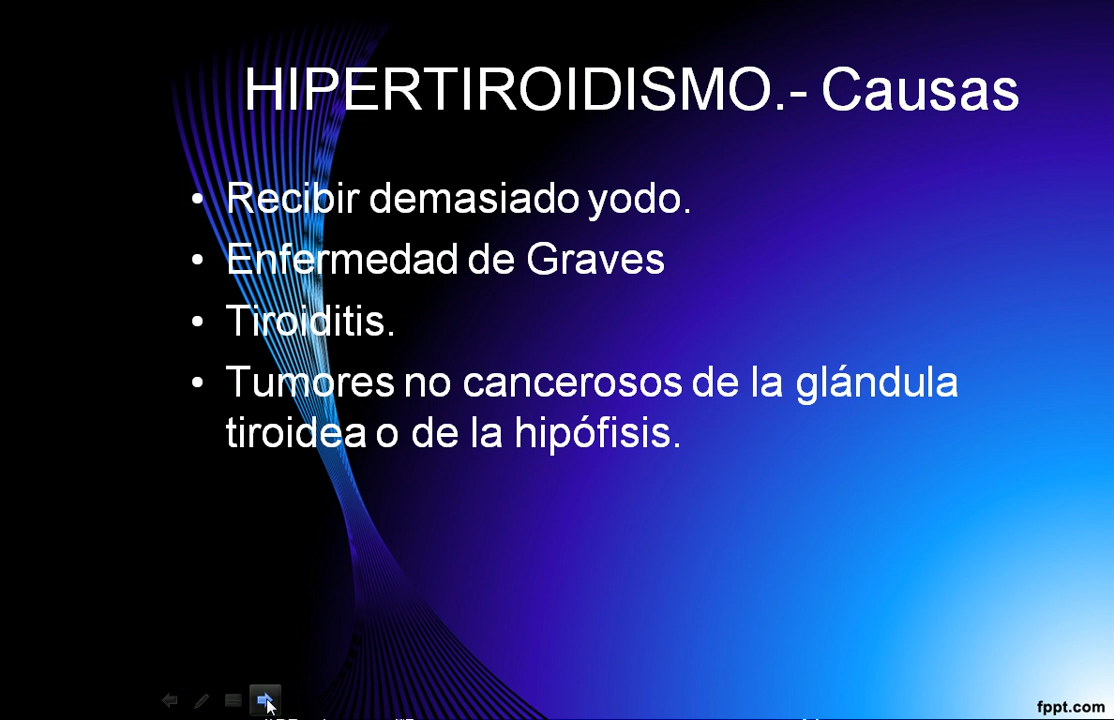 HIPERTIROIDISMO.- Causas
• Recibir demasiado yodo.
• Enfermedad de Graves
• Tiroiditis.
• Tumores no cancerosos de la glándula
tiroidea o de la hipófisis.
fppt.com